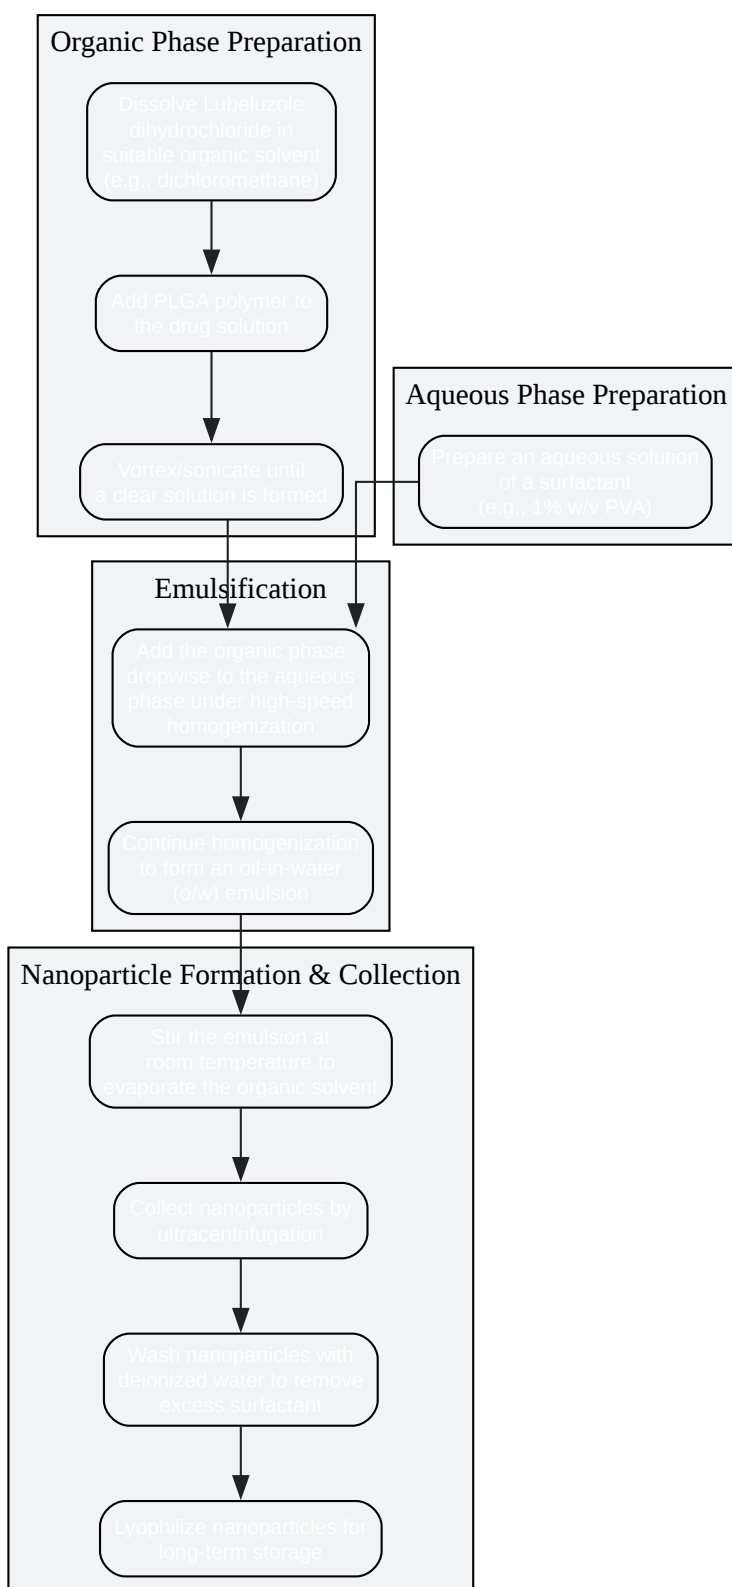 Organic Phase Preparation
Dissolve Lubeluzole
dihydrochloride in
suitable organic solvent
(e.g., dichloromethane)
Add PLGA polymer to
the drug solution
Vortex/sonicate until
a clear solution is formed
Aqueous Phase Preparation
Prepare an aqueous solution
of a surfactant
(e.g., 1% w/v PVA)
Emulsification
Add the organic phase
dropwise to the aqueous
phase under high-speed
homogenization
Continue homogenization
to form an oil-in-water
(o/w) emulsion
Nanoparticle Formation & Collection
Stir the emulsion at
room temperature to
evaporate the organic solvent
Collect nanoparticles by
ultracentrifugation
Wash nanoparticles with
deionized water to remove
excess surfactant
Lyophilize nanoparticles for
long-term storage